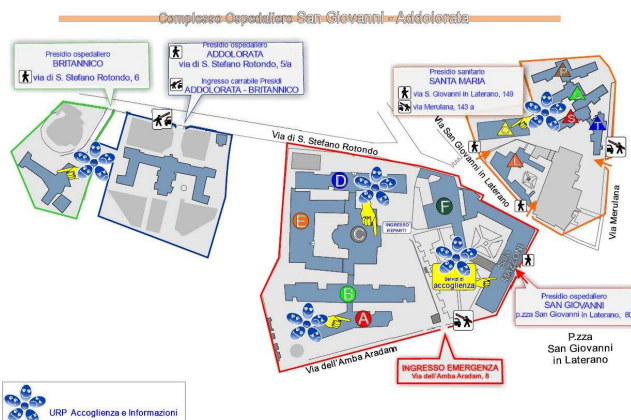 Complesso Ospedaliero San Giovanni - Addolorata
Presidio ospedaliero
BRITANNICO
via di S. Stefano Rotondo, 6
Presidio ospedaliero
ADDOLORATA
via di S. Stefano Rotondo, 5/a
Ingresso carrabile Presidi
ADDOLORATA - BRITANNICO
Presidio sanitario
SANTA MARIA
via S. Giovanni in Laterano, 149
via Merulana, 143 a
P
S
T
L
Via di S. Stefano Rotondo
Via San Giovanni in Laterano
Via Merulana
D
E
C
F
B
A
INGRESSO
REPARTI
Servizi di
accoglienza
SALA
MAZZONI
Presidio ospedaliero
SAN GIOVANNI
p.zza San Giovanni in Laterano, 80
P.zza
San Giovanni
in Laterano
Via dell'Amba Aradam
INGRESSO EMERGENZA
Via dell'Amba Aradam, 8
URP Accoglienza e Informazioni